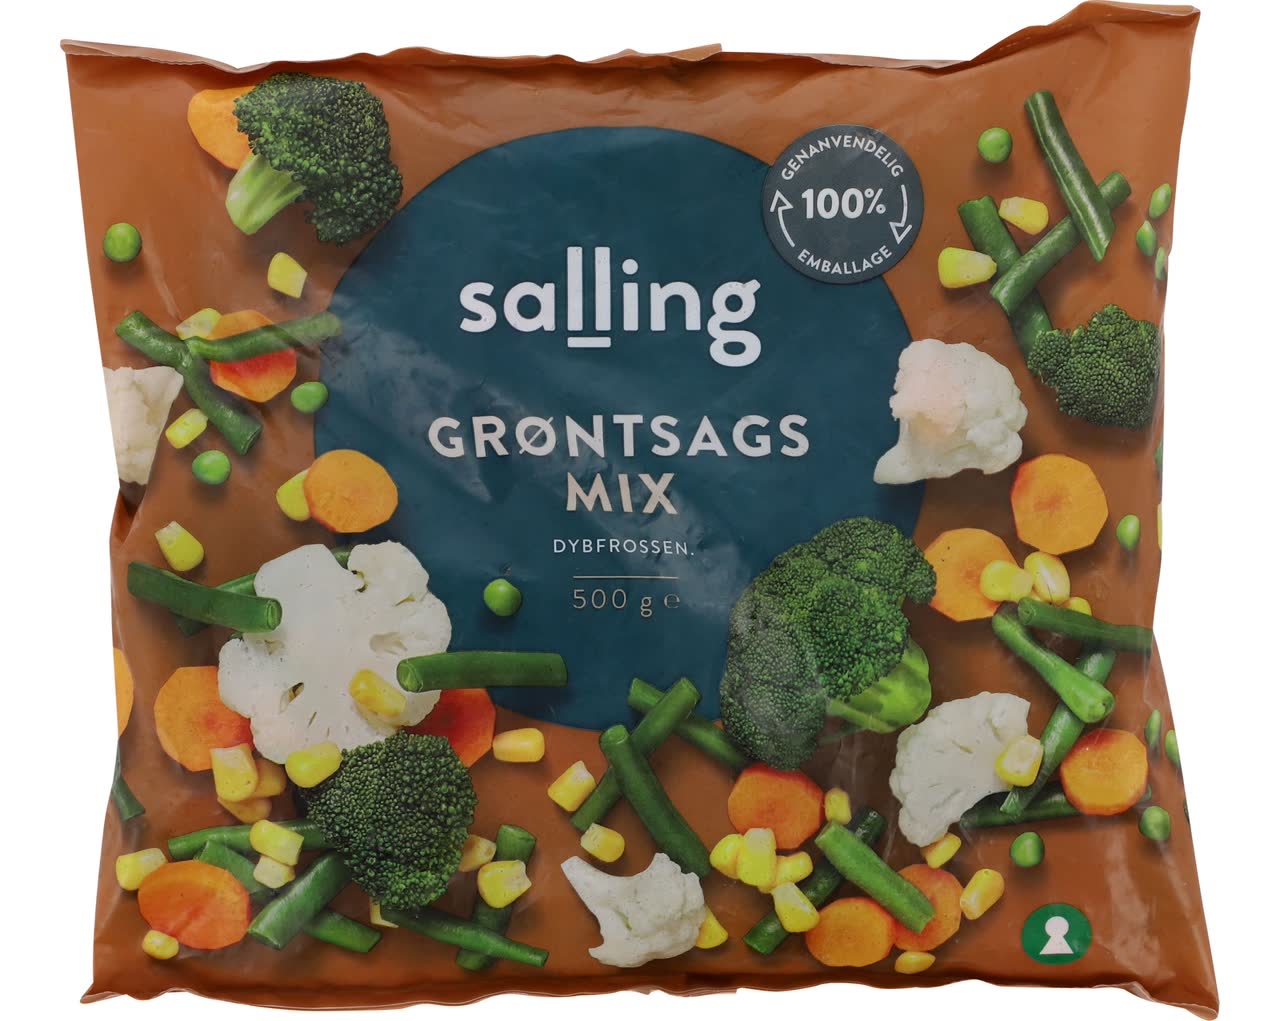 GENANVENDELIG
100%
EMBALLAGE
salling
GRØNTSAGS
MIX
DYBFROSSEN.
500 g ℮